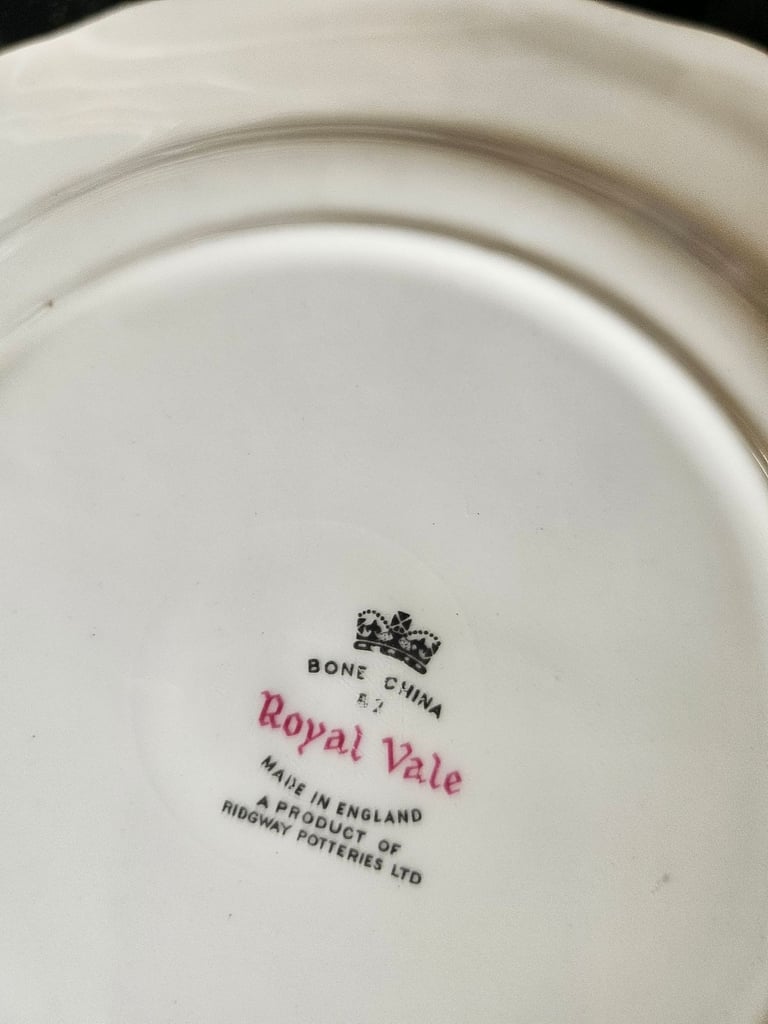 BONE CHINA
Royal Vale
MADE IN ENGLAND
A PRODUCT OF
RIDGWAY POTTERIES LTD